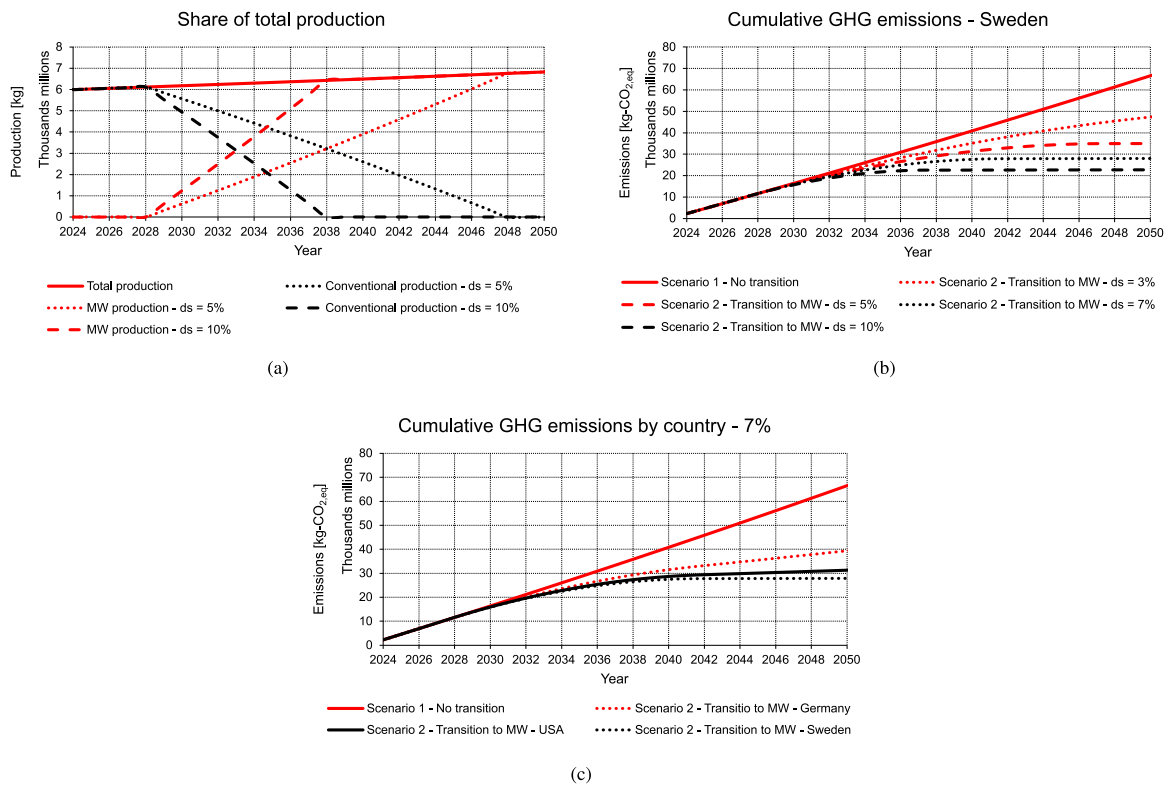 Share of total production
Production [kg]
Thousands millions
8
7
6
5
4
3
2
1
0
2024 2026 2028 2030 2032 2034 2036 2038 2040 2042 2044 2046 2048 2050
Year
Total production
Conventional production - ds = 5%
MW production - ds = 5%
Conventional production - ds = 10%
MW production - ds = 10%
(a)
Cumulative GHG emissions - Sweden
Emissions [kg-CO2,eq]
Thousands millions
80
70
60
50
40
30
20
10
0
2024 2026 2028 2030 2032 2034 2036 2038 2040 2042 2044 2046 2048 2050
Year
Scenario 1 - No transition
Scenario 2 - Transition to MW - ds = 3%
Scenario 2 - Transition to MW - ds = 5%
Scenario 2 - Transition to MW - ds = 7%
Scenario 2 - Transition to MW - ds = 10%
(b)
Cumulative GHG emissions by country - 7%
Emissions [kg-CO2,eq]
Thousands millions
80
70
60
50
40
30
20
10
0
2024 2026 2028 2030 2032 2034 2036 2038 2040 2042 2044 2046 2048 2050
Year
Scenario 1 - No transition
Scenario 2 - Transitio to MW - Germany
Scenario 2 - Transition to MW - USA
Scenario 2 - Transition to MW - Sweden
(c)